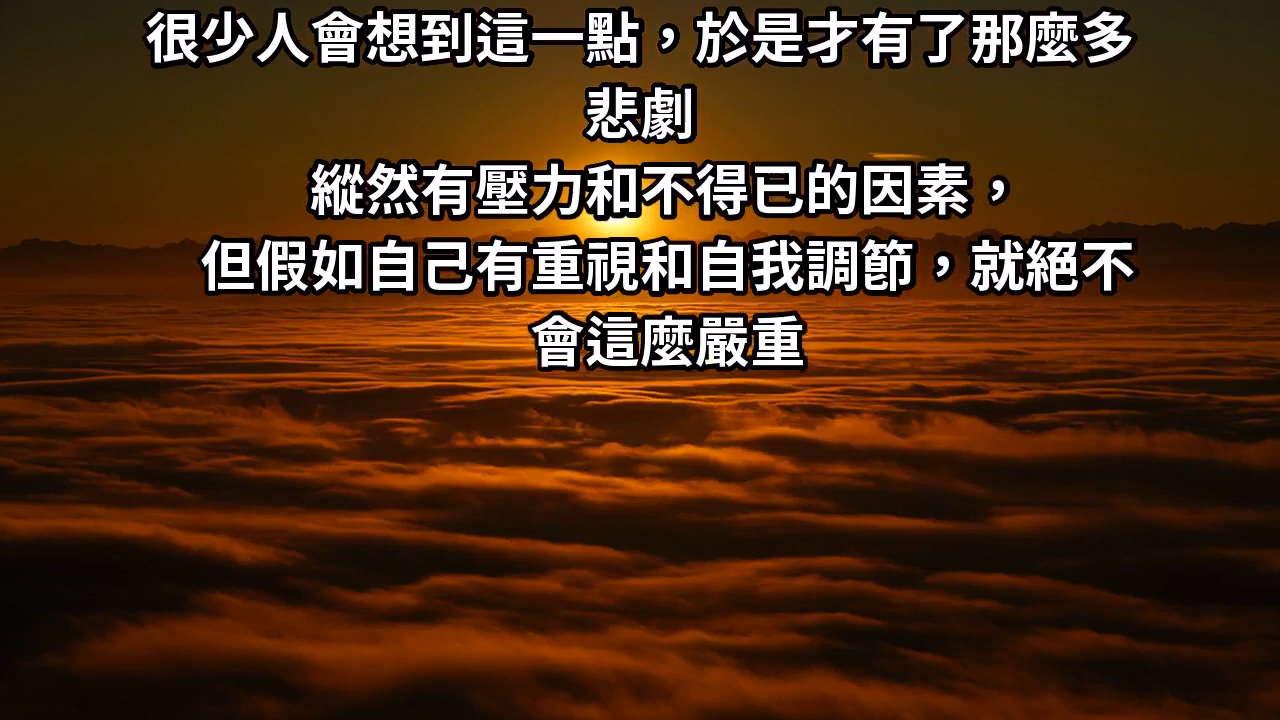 很少人會想到這一點，於是才有了那麼多
悲劇
縱然有壓力和不得已的因素，
但假如自己有重視和自我調節，就絕不
會這麼嚴重